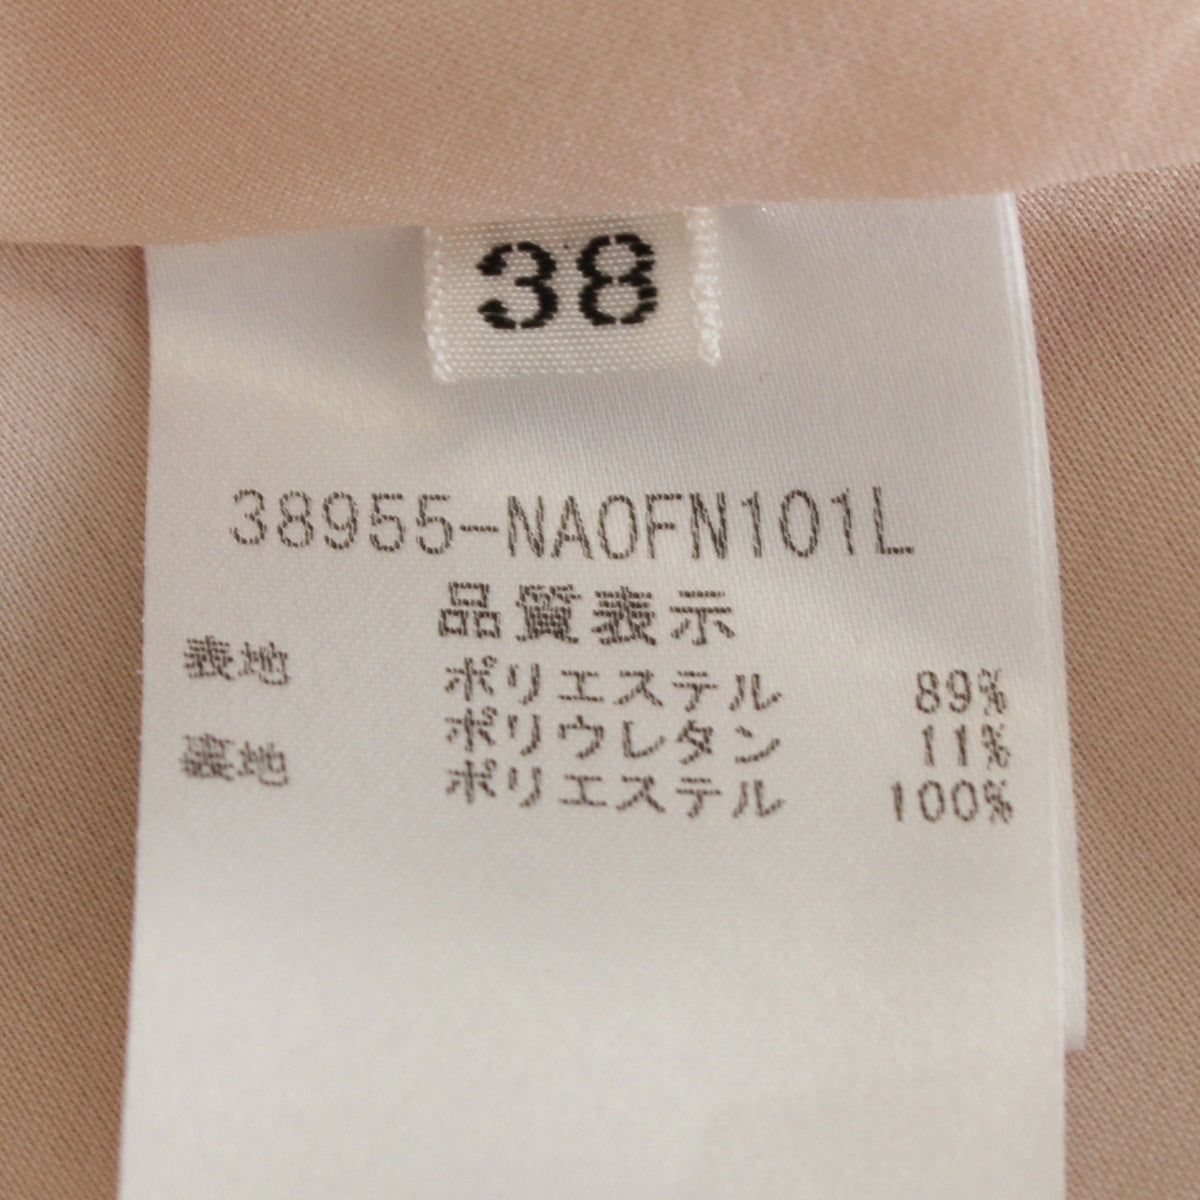 38
38955-NA0FN101L
品質表示
表地 ポリエステル 89%
ポリウレタン 11%
裏地 ポリエステル 100%